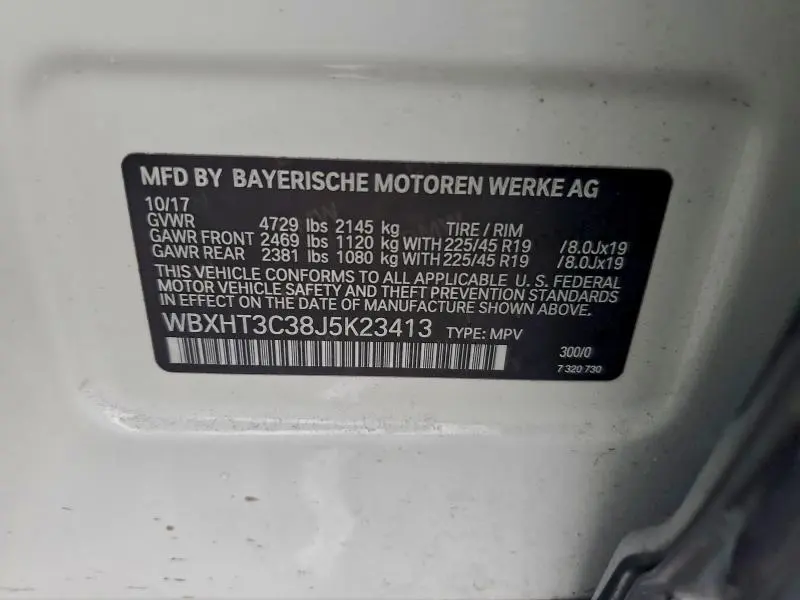 MFD BY BAYERISCHE MOTOREN WERKE AG
10/17
GVWR 4729 lbs 2145 kg TIRE / RIM
GAWR FRONT 2469 lbs 1120 kg WITH 225/45 R19 /8.0Jx19
GAWR REAR 2381 lbs 1080 kg WITH 225/45 R19 /8.0Jx19
THIS VEHICLE CONFORMS TO ALL APPLICABLE U. S. FEDERAL
MOTOR VEHICLE SAFETY AND THEFT PREVENTION STANDARDS
IN EFFECT ON THE DATE OF MANUFACTURE SHOWN ABOVE.
WBXHT3C38J5K23413 TYPE: MPV
300/0
7 320 730